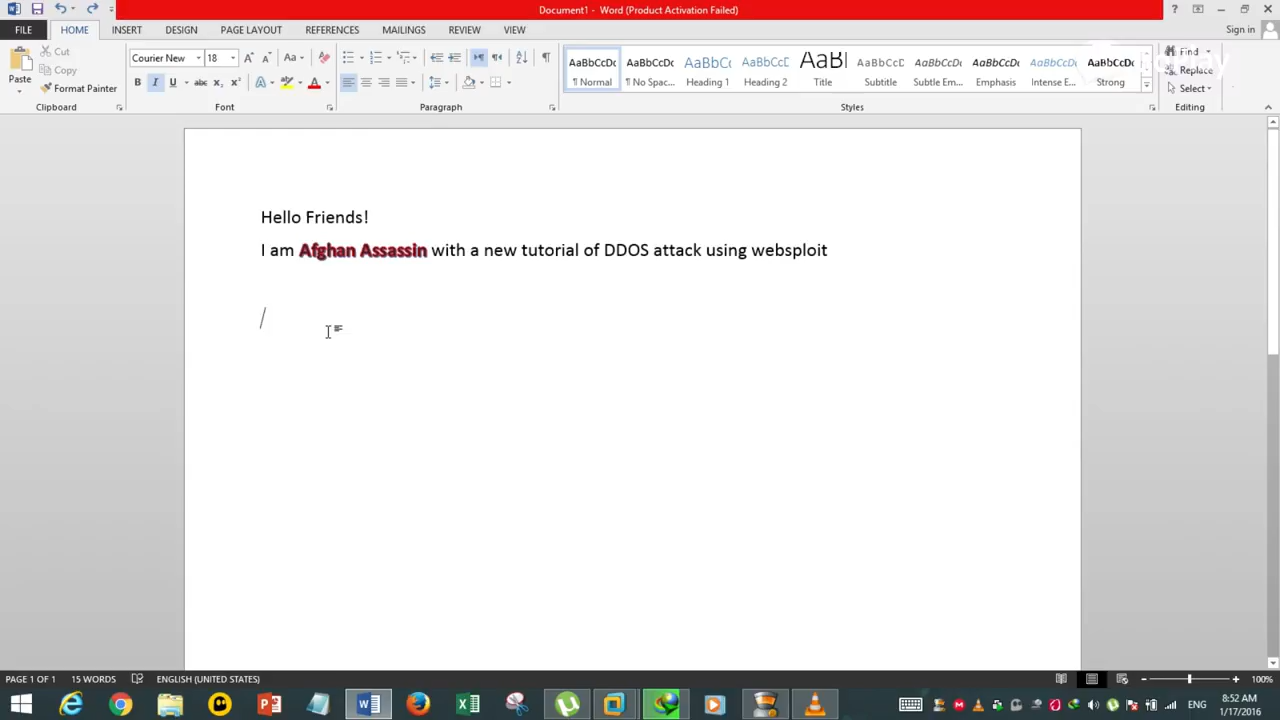 Document1 - Word (Product Activation Failed)
Sign in
FILE HOME INSERT DESIGN PAGE LAYOUT REFERENCES MAILINGS REVIEW VIEW
Paste
Cut
Copy
Format Painter
Clipboard
Courier New 18
Font
Paragraph
AaBbCcDc AaBbCcDc AaBbCc AaBbCcD AaBl AaBbCcD AaBbCcDc AaBbCcDc AaBbCcDc AaBbCcDc
¶ Normal ¶ No Spac... Heading 1 Heading 2 Title Subtitle Subtle Em... Emphasis Intense E... Strong
Styles
Find
Replace
Select
Editing
Hello Friends!
I am Afghan Assassin with a new tutorial of DDOS attack using websploit
PAGE 1 OF 1 15 WORDS ENGLISH (UNITED STATES) 100%
ENG
8:52 AM
1/17/2016